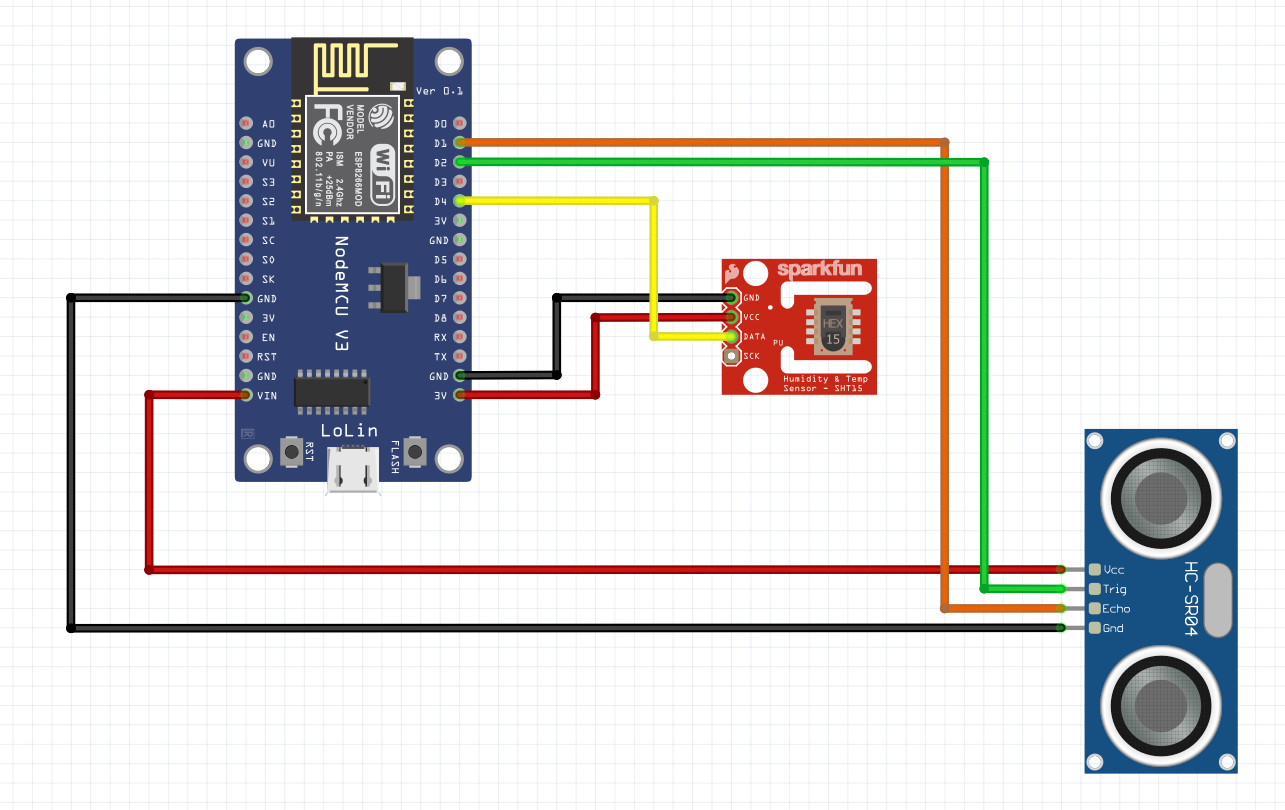 Ver 0.1
MODEL
VENDOR
ESP8266MOD
WiFi
FC
ISM 2.4Ghz
PA +25dBm
802.11b/g/n
A0
GND
VU
S3
S2
S1
SC
S0
SK
GND
3V
EN
RST
GND
VIN
D0
D1
D2
D3
D4
3V
GND
D5
D6
D7
D8
RX
TX
GND
3V
NodeMCU V3
LoLin
RST
FLASH
sparkfun
GND
VCC
DATA
SCK
PU
HEX
15
Humidity & Temp
Sensor - SHT15
Vcc
Trig
Echo
Gnd
HC-SR04